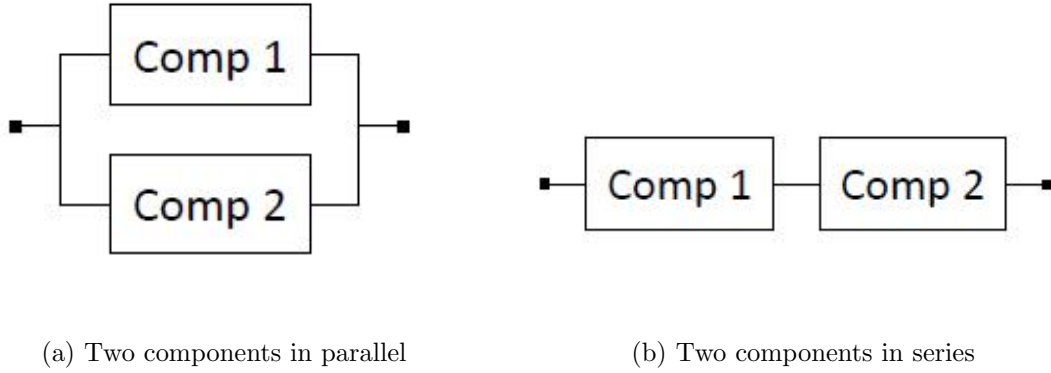 Comp 1
Comp 2
Comp 1 Comp 2
(a) Two components in parallel
(b) Two components in series